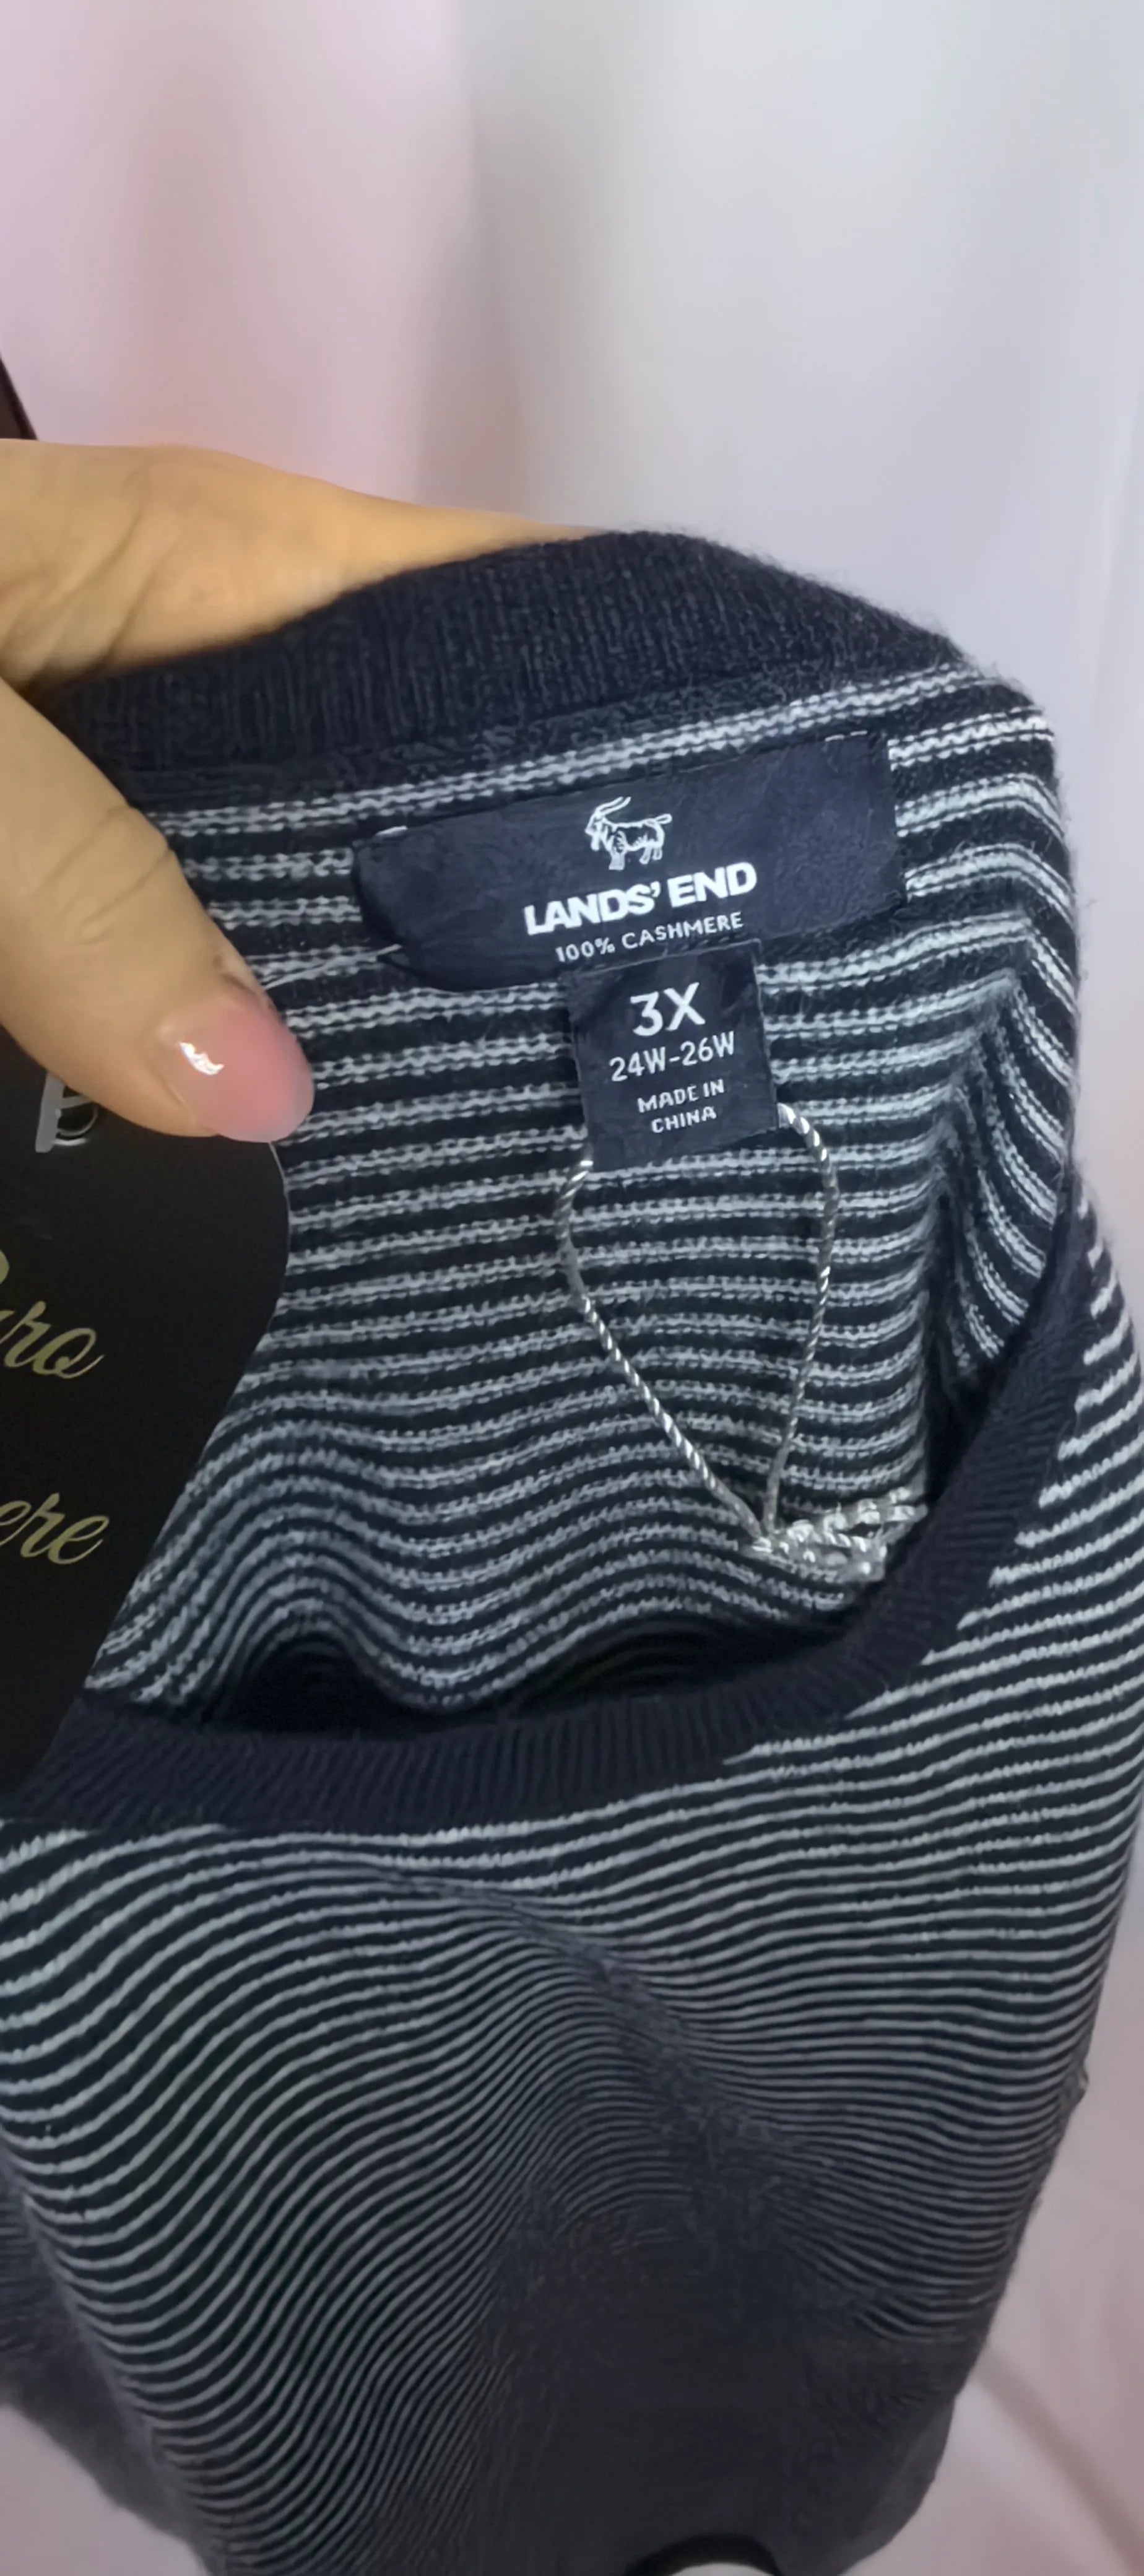 LANDS' END
100% CASHMERE
3X
24W-26W
MADE IN
CHINA